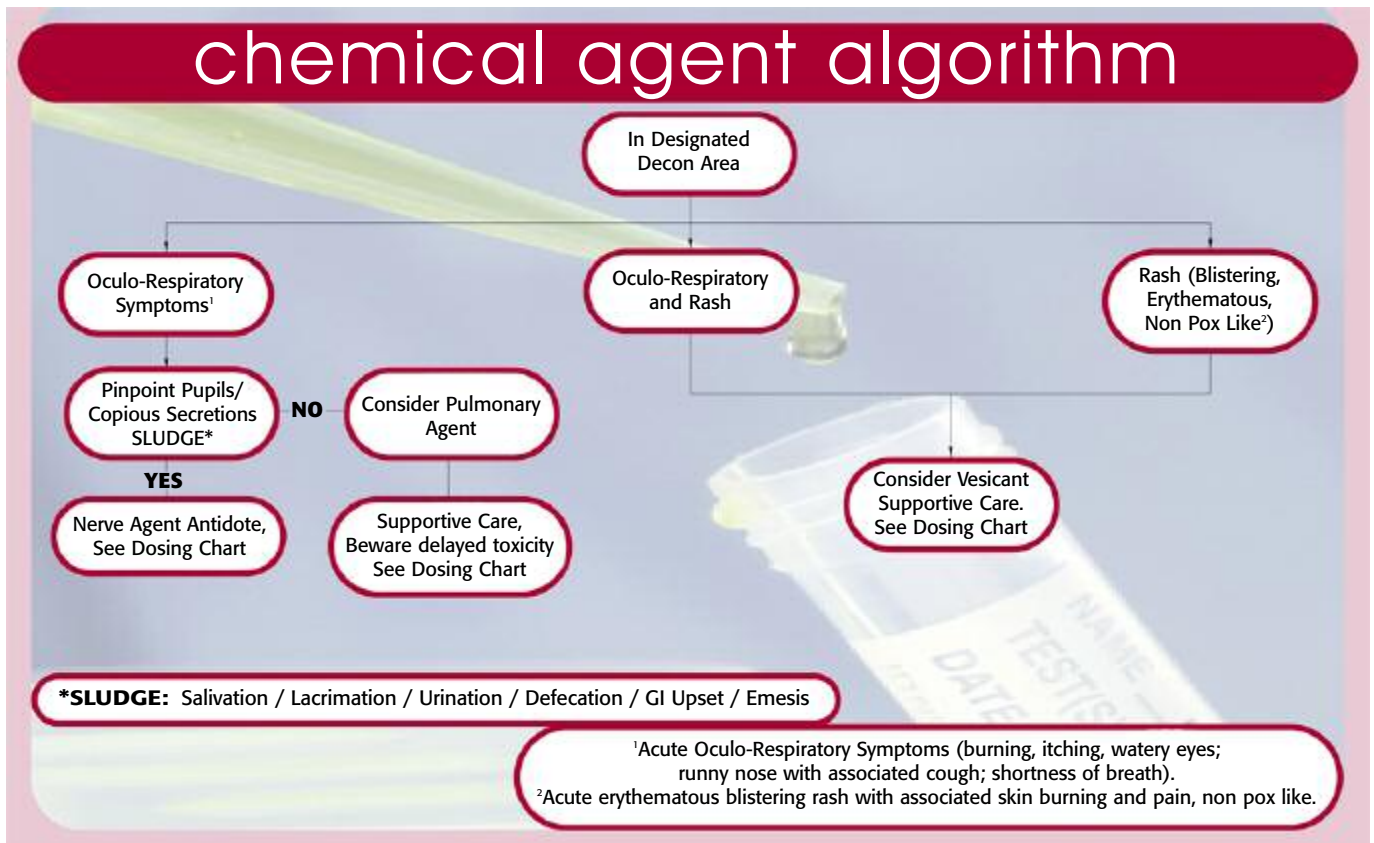 chemical agent algorithm
In Designated
Decon Area
Oculo-Respiratory
Symptoms¹
Oculo-Respiratory
and Rash
Rash (Blistering,
Erythematous,
Non Pox Like²)
Pinpoint Pupils/
Copious Secretions
SLUDGE*
NO
Consider Pulmonary
Agent
YES
Nerve Agent Antidote,
See Dosing Chart
Supportive Care,
Beware delayed toxicity
See Dosing Chart
Consider Vesicant
Supportive Care.
See Dosing Chart
NAME
TEST(S)
DATE
*SLUDGE: Salivation / Lacrimation / Urination / Defecation / GI Upset / Emesis
¹Acute Oculo-Respiratory Symptoms (burning, itching, watery eyes;
runny nose with associated cough; shortness of breath).
²Acute erythematous blistering rash with associated skin burning and pain, non pox like.